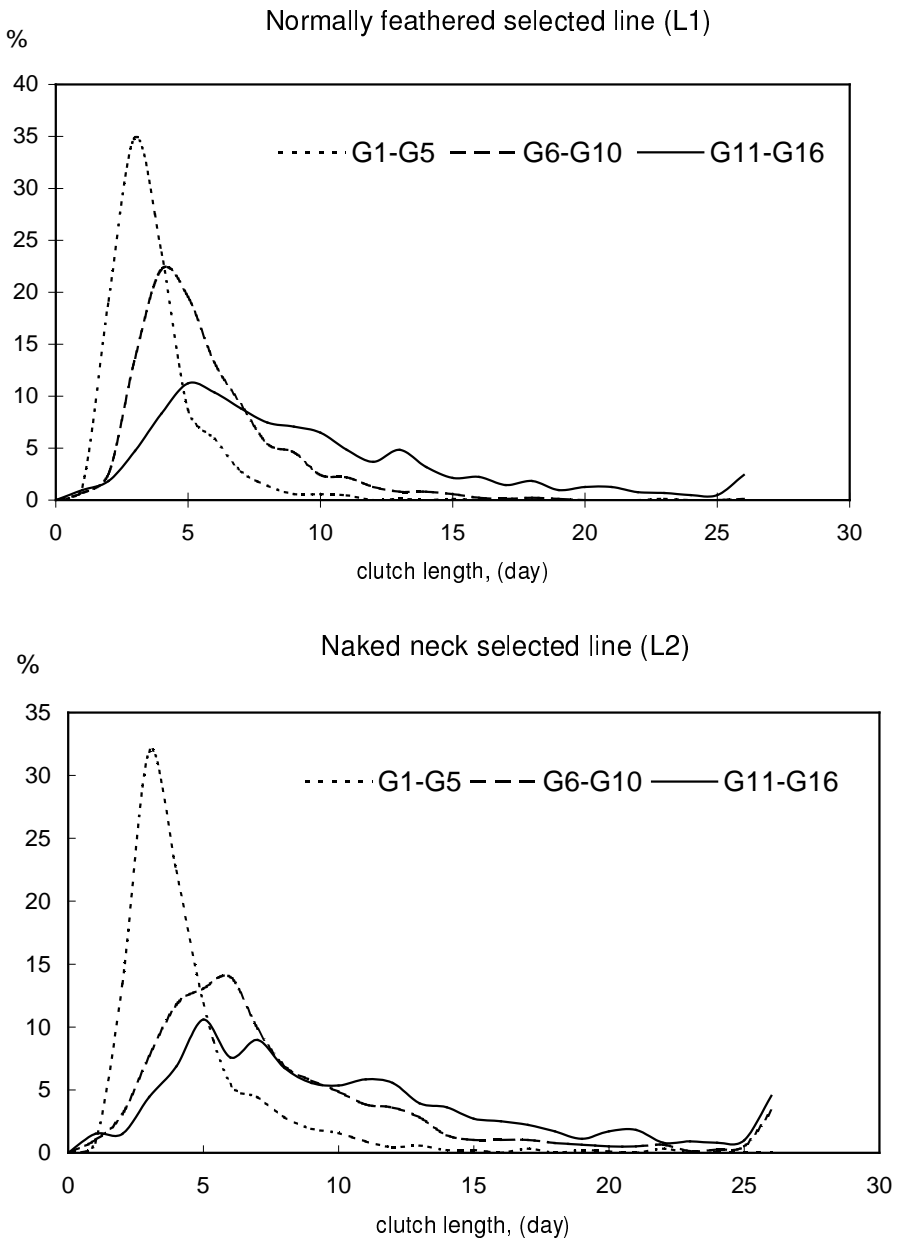 Normally feathered selected line (L1)
%
40
35
30
25
20
15
10
5
0
G1-G5 G6-G10 G11-G16
0 5 10 15 20 25 30
clutch length, (day)
Naked neck selected line (L2)
%
35
30
25
20
15
10
5
0
G1-G5 G6-G10 G11-G16
0 5 10 15 20 25 30
clutch length, (day)